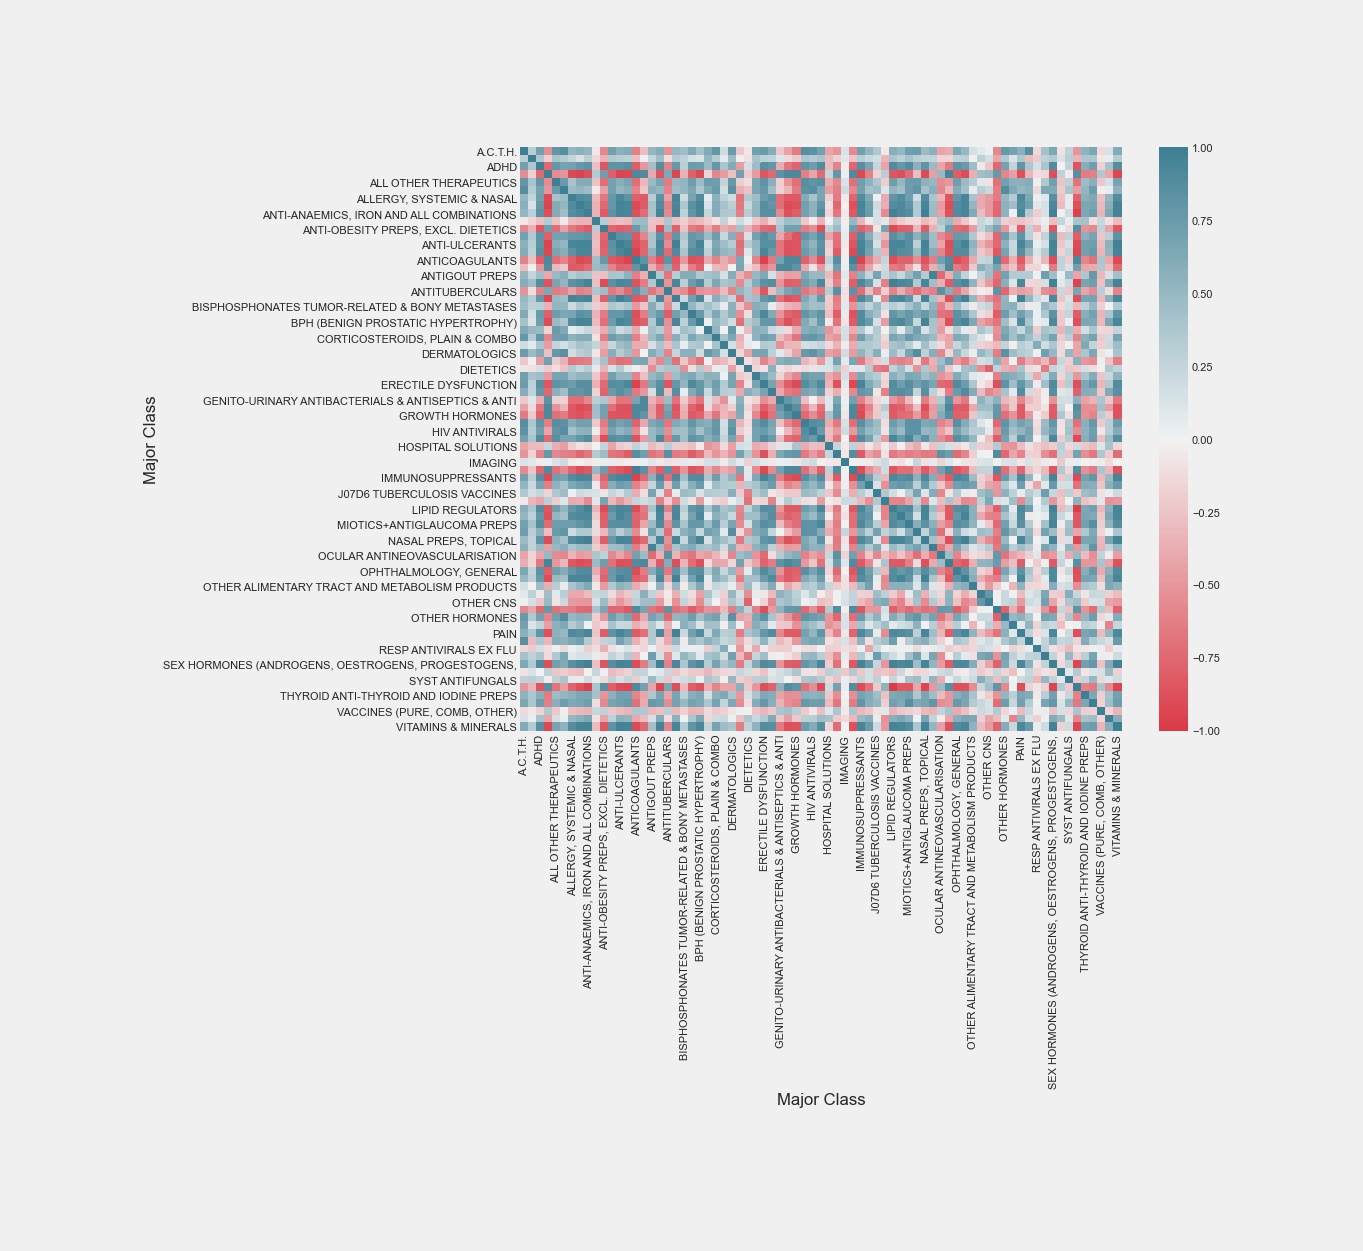 A.C.T.H.
ADHD
ALL OTHER THERAPEUTICS
ALLERGY, SYSTEMIC & NASAL
ANTI-ANAEMICS, IRON AND ALL COMBINATIONS
ANTI-OBESITY PREPS, EXCL. DIETETICS
ANTI-ULCERANTS
ANTICOAGULANTS
ANTIGOUT PREPS
ANTITUBERCULARS
BISPHOSPHONATES TUMOR-RELATED & BONY METASTASES
BPH (BENIGN PROSTATIC HYPERTROPHY)
CORTICOSTEROIDS, PLAIN & COMBO
DERMATOLOGICS
DIETETICS
ERECTILE DYSFUNCTION
GENITO-URINARY ANTIBACTERIALS & ANTISEPTICS & ANTI
GROWTH HORMONES
HIV ANTIVIRALS
HOSPITAL SOLUTIONS
IMAGING
IMMUNOSUPPRESSANTS
J07D6 TUBERCULOSIS VACCINES
LIPID REGULATORS
MIOTICS+ANTIGLAUCOMA PREPS
NASAL PREPS, TOPICAL
OCULAR ANTINEOVASCULARISATION
OPHTHALMOLOGY, GENERAL
OTHER ALIMENTARY TRACT AND METABOLISM PRODUCTS
OTHER CNS
OTHER HORMONES
PAIN
RESP ANTIVIRALS EX FLU
SEX HORMONES (ANDROGENS, OESTROGENS, PROGESTOGENS,
SYST ANTIFUNGALS
THYROID ANTI-THYROID AND IODINE PREPS
VACCINES (PURE, COMB, OTHER)
VITAMINS & MINERALS
Major Class
A.C.T.H.
ADHD
ALL OTHER THERAPEUTICS
ALLERGY, SYSTEMIC & NASAL
ANTI-ANAEMICS, IRON AND ALL COMBINATIONS
ANTI-OBESITY PREPS, EXCL. DIETETICS
ANTI-ULCERANTS
ANTICOAGULANTS
ANTIGOUT PREPS
ANTITUBERCULARS
BISPHOSPHONATES TUMOR-RELATED & BONY METASTASES
BPH (BENIGN PROSTATIC HYPERTROPHY)
CORTICOSTEROIDS, PLAIN & COMBO
DERMATOLOGICS
DIETETICS
ERECTILE DYSFUNCTION
GENITO-URINARY ANTIBACTERIALS & ANTISEPTICS & ANTI
GROWTH HORMONES
HIV ANTIVIRALS
HOSPITAL SOLUTIONS
IMAGING
IMMUNOSUPPRESSANTS
J07D6 TUBERCULOSIS VACCINES
LIPID REGULATORS
MIOTICS+ANTIGLAUCOMA PREPS
NASAL PREPS, TOPICAL
OCULAR ANTINEOVASCULARISATION
OPHTHALMOLOGY, GENERAL
OTHER ALIMENTARY TRACT AND METABOLISM PRODUCTS
OTHER CNS
OTHER HORMONES
PAIN
RESP ANTIVIRALS EX FLU
SEX HORMONES (ANDROGENS, OESTROGENS, PROGESTOGENS,
SYST ANTIFUNGALS
THYROID ANTI-THYROID AND IODINE PREPS
VACCINES (PURE, COMB, OTHER)
VITAMINS & MINERALS
Major Class
1.00
0.75
0.50
0.25
0.00
−0.25
−0.50
−0.75
−1.00